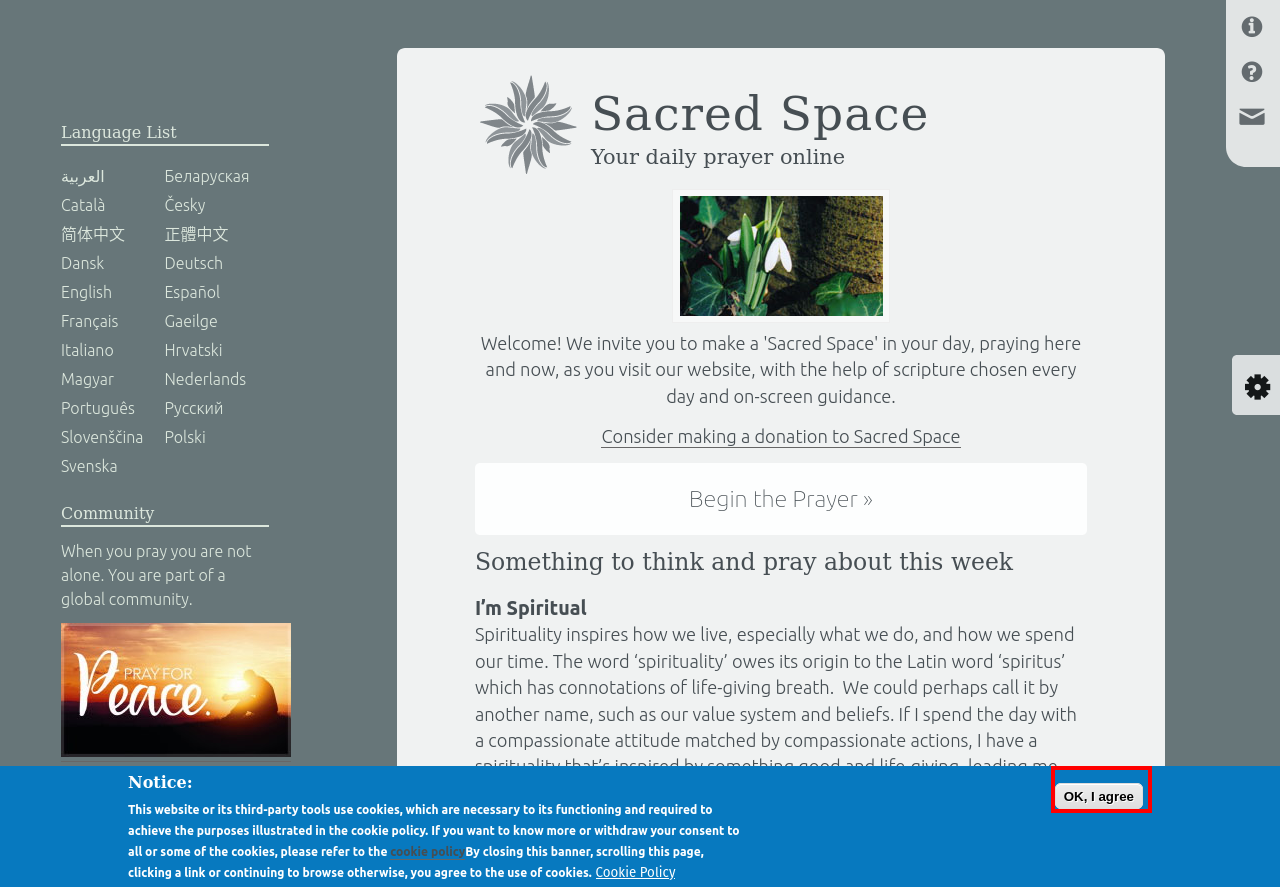 Language List
العربية
Беларуская
Català
Česky
简体中文
正體中文
Dansk
Deutsch
English
Español
Français
Gaeilge
Italiano
Hrvatski
Magyar
Nederlands
Português
Русский
Slovenščina
Polski
Svenska
Community
When you pray you are not
alone. You are part of a
global community.
PRAY FOR
Peace.
Sacred Space
Your daily prayer online
Welcome! We invite you to make a 'Sacred Space' in your day, praying here
and now, as you visit our website, with the help of scripture chosen every
day and on-screen guidance.
Consider making a donation to Sacred Space
Begin the Prayer »
Something to think and pray about this week
I’m Spiritual
Spirituality inspires how we live, especially what we do, and how we spend
our time. The word ‘spirituality’ owes its origin to the Latin word ‘spiritus’
which has connotations of life-giving breath.  We could perhaps call it by
another name, such as our value system and beliefs. If I spend the day with
a compassionate attitude matched by compassionate actions, I have a
spirituality that’s inspired by something good and life-giving, leading me
Notice:
This website or its third-party tools use cookies, which are necessary to its functioning and required to
achieve the purposes illustrated in the cookie policy. If you want to know more or withdraw your consent to
all or some of the cookies, please refer to the cookie policy.By closing this banner, scrolling this page,
clicking a link or continuing to browse otherwise, you agree to the use of cookies. Cookie Policy
OK, I agree